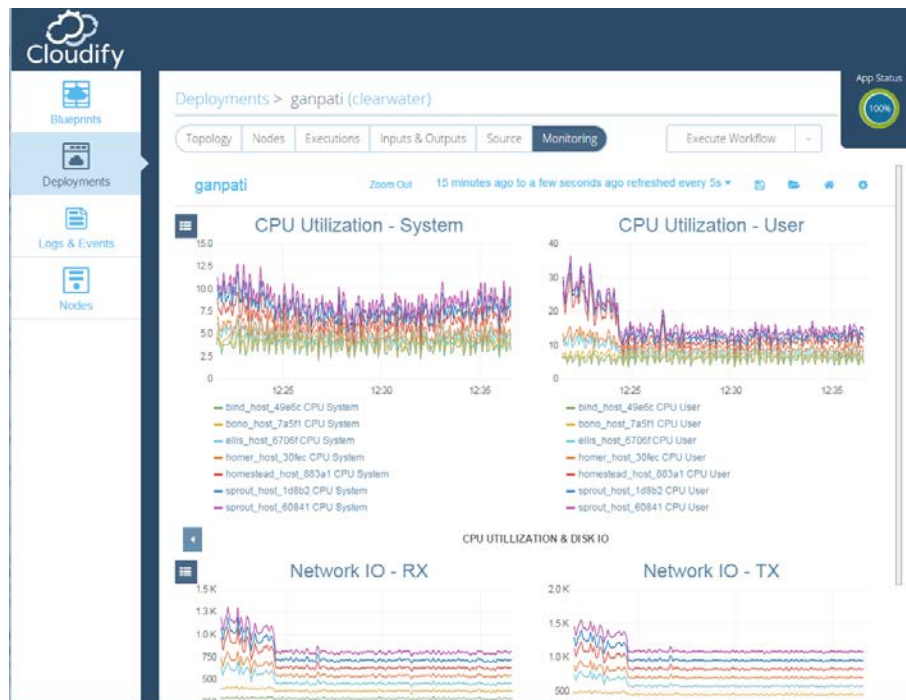 Cloudify
App Status
100%
Blueprints
Deployments
Logs & Events
Nodes
Deployments > ganpati (clearwater)
Topology Nodes Executions Inputs & Outputs Source Monitoring Execute Workflow
ganpati Zoom Out 15 minutes ago to a few seconds ago refreshed every 5s
CPU Utilization - System
15.0
12.5
10.0
7.5
5.0
2.5
0
12:25 12:30 12:35
bind_host_49e6c CPU System
bono_host_7a5f1 CPU System
ellis_host_6706f CPU System
homer_host_30fec CPU System
homestead_host_883a1 CPU System
sprout_host_1d8b2 CPU System
sprout_host_60841 CPU System
CPU Utilization - User
40
30
20
10
0
12:25 12:30 12:35
bind_host_49e6c CPU User
bono_host_7a5f1 CPU User
ellis_host_6706f CPU User
homer_host_30fec CPU User
homestead_host_883a1 CPU User
sprout_host_1d8b2 CPU User
sprout_host_60841 CPU User
CPU UTILLIZATION & DISK IO
Network IO - RX
1.5 K
1.3 K
1.0 K
750
500
Network IO - TX
2.0 K
1.5 K
1.0 K
500